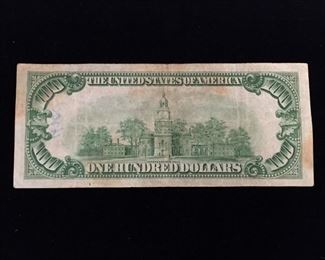 THE UNITED STATES OF AMERICA
100 100
100 100
ONE HUNDRED DOLLARS